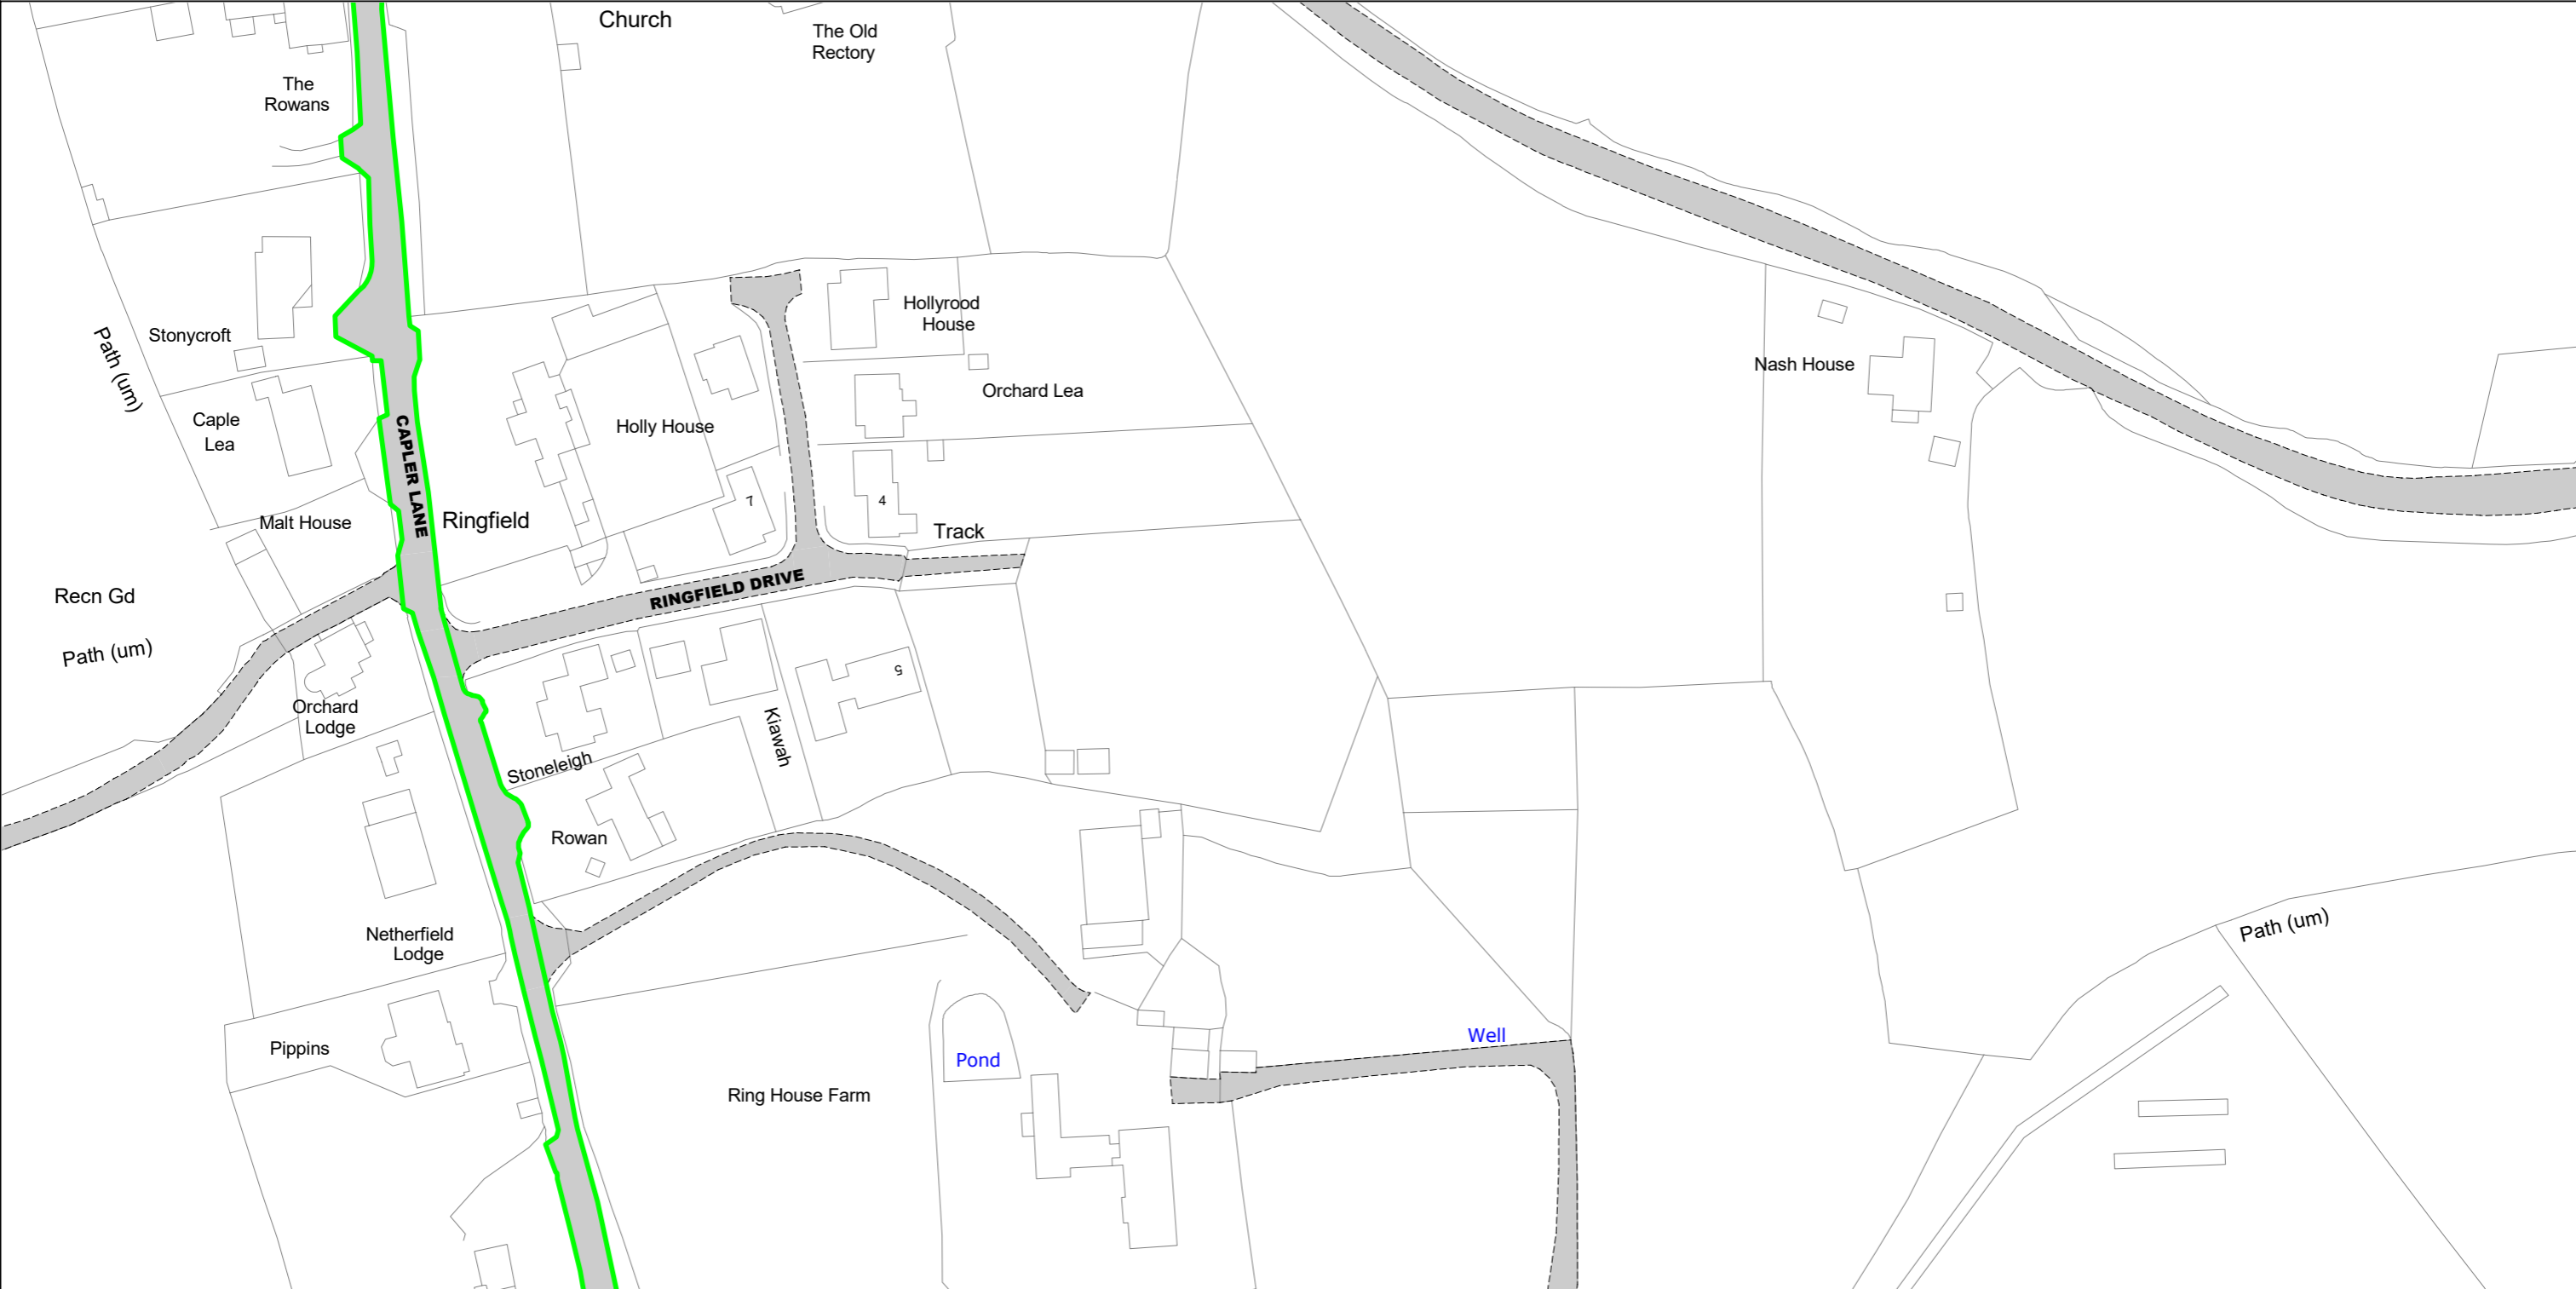 Church
The Old
Rectory
The
Rowans
Hollyrood
House
Stonycroft
Path (um)
Nash House
Orchard Lea
Caple
Lea
Holly House
CAPLER LANE
7
4
Malt House
Ringfield
Track
RINGFIELD DRIVE
Recn Gd
Path (um)
5
Orchard
Lodge
Kiawah
Stoneleigh
Rowan
Path (um)
Netherfield
Lodge
Well
Pippins
Pond
Ring House Farm